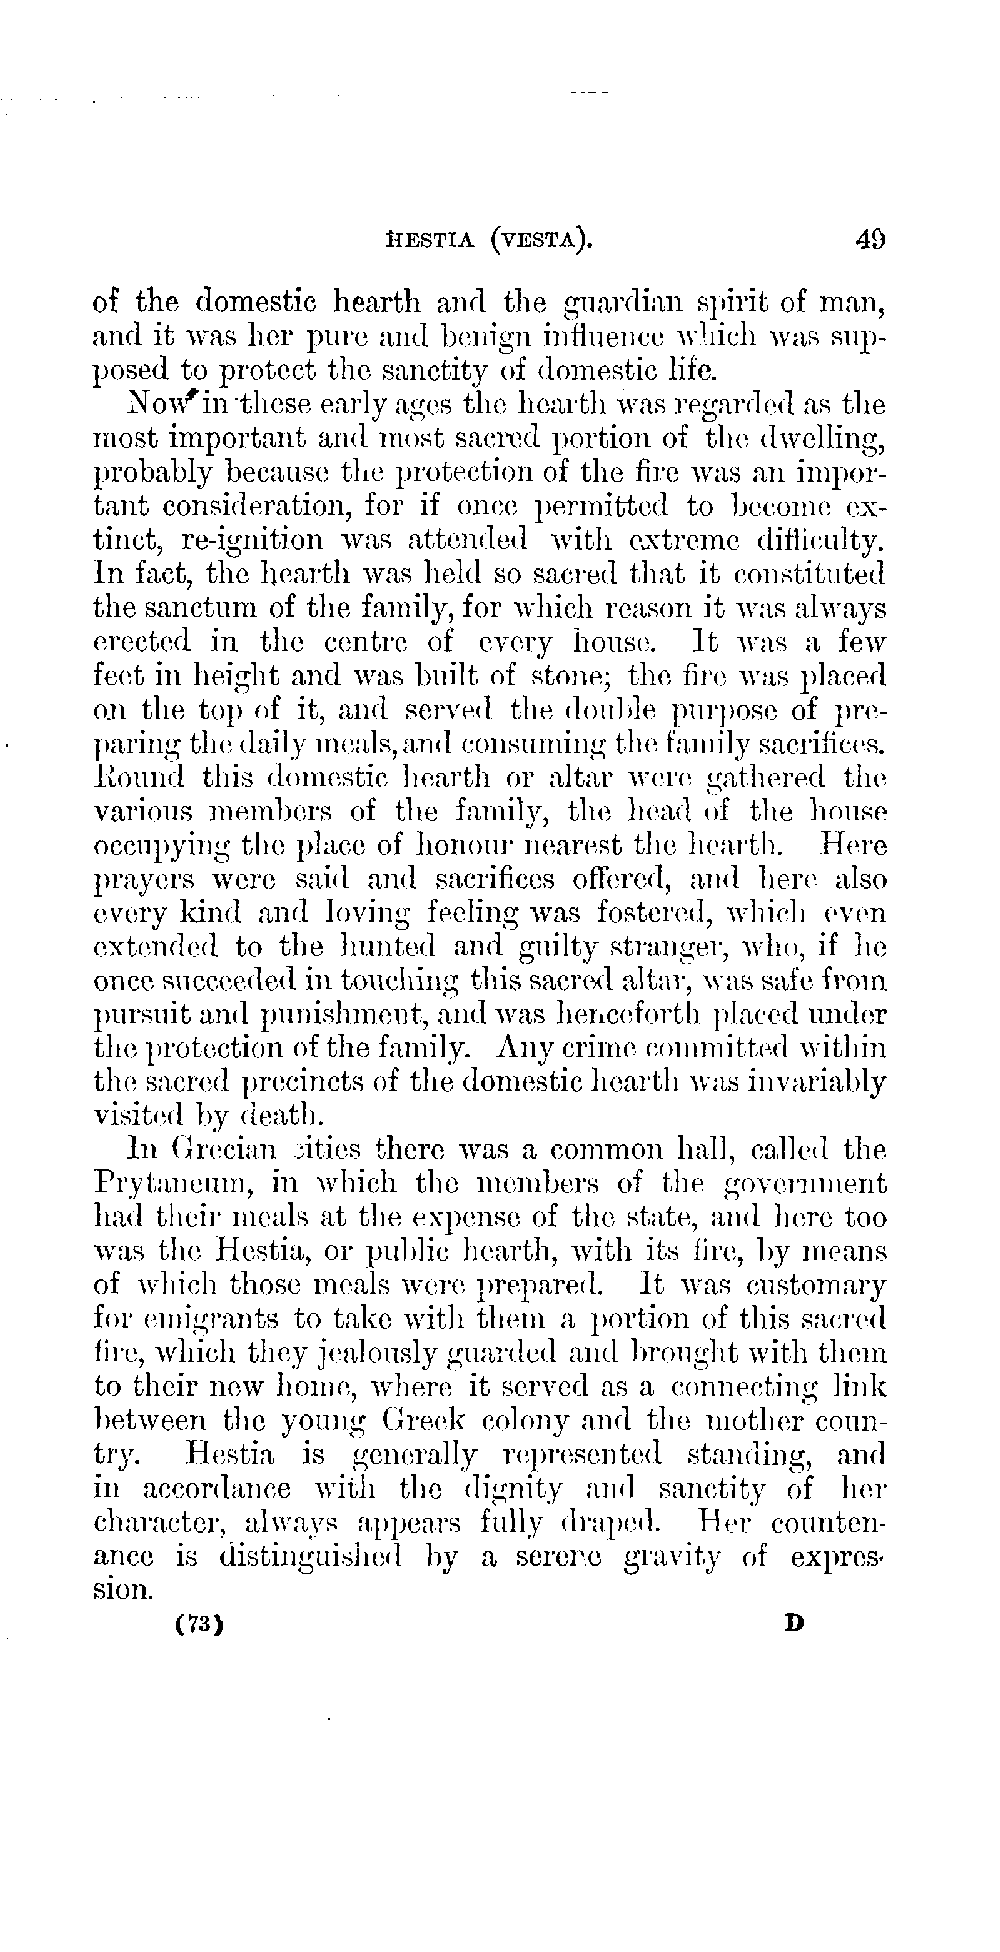 HESTIA (VESTA). 49
of the domestic hearth and the guardian spirit of man,
and it was her pure and benign influence which was sup-
posed to protect the sanctity of domestic life.
Now in these early ages the hearth was regarded as the
most important and most sacred portion of the dwelling,
probably because the protection of the fire was an impor-
tant consideration, for if once permitted to become ex-
tinct, re-ignition was attended with extreme difficulty.
In fact, the hearth was held so sacred that it constituted
the sanctum of the family, for which reason it was always
erected in the centre of every house. It was a few
feet in height and was built of stone; the fire was placed
on the top of it, and served the double purpose of pre-
paring the daily meals, and consuming the family sacrifices.
Round this domestic hearth or altar were gathered the
various members of the family, the head of the house
occupying the place of honour nearest the hearth. Here
prayers were said and sacrifices offered, and here also
every kind and loving feeling was fostered, which even
extended to the hunted and guilty stranger, who, if he
once succeeded in touching this sacred altar, was safe from
pursuit and punishment, and was henceforth placed under
the protection of the family. Any crime committed within
the sacred precincts of the domestic hearth was invariably
visited by death.
In Grecian cities there was a common hall, called the
Prytaneum, in which the members of the government
had their meals at the expense of the state, and here too
was the Hestia, or public hearth, with its fire, by means
of which those meals were prepared. It was customary
for emigrants to take with them a portion of this sacred
fire, which they jealously guarded and brought with them
to their new home, where it served as a connecting link
between the young Greek colony and the mother coun-
try. Hestia is generally represented standing, and
in accordance with the dignity and sanctity of her
character, always appears fully draped. Her counten-
ance is distinguished by a serene gravity of expres-
sion.
(73) D